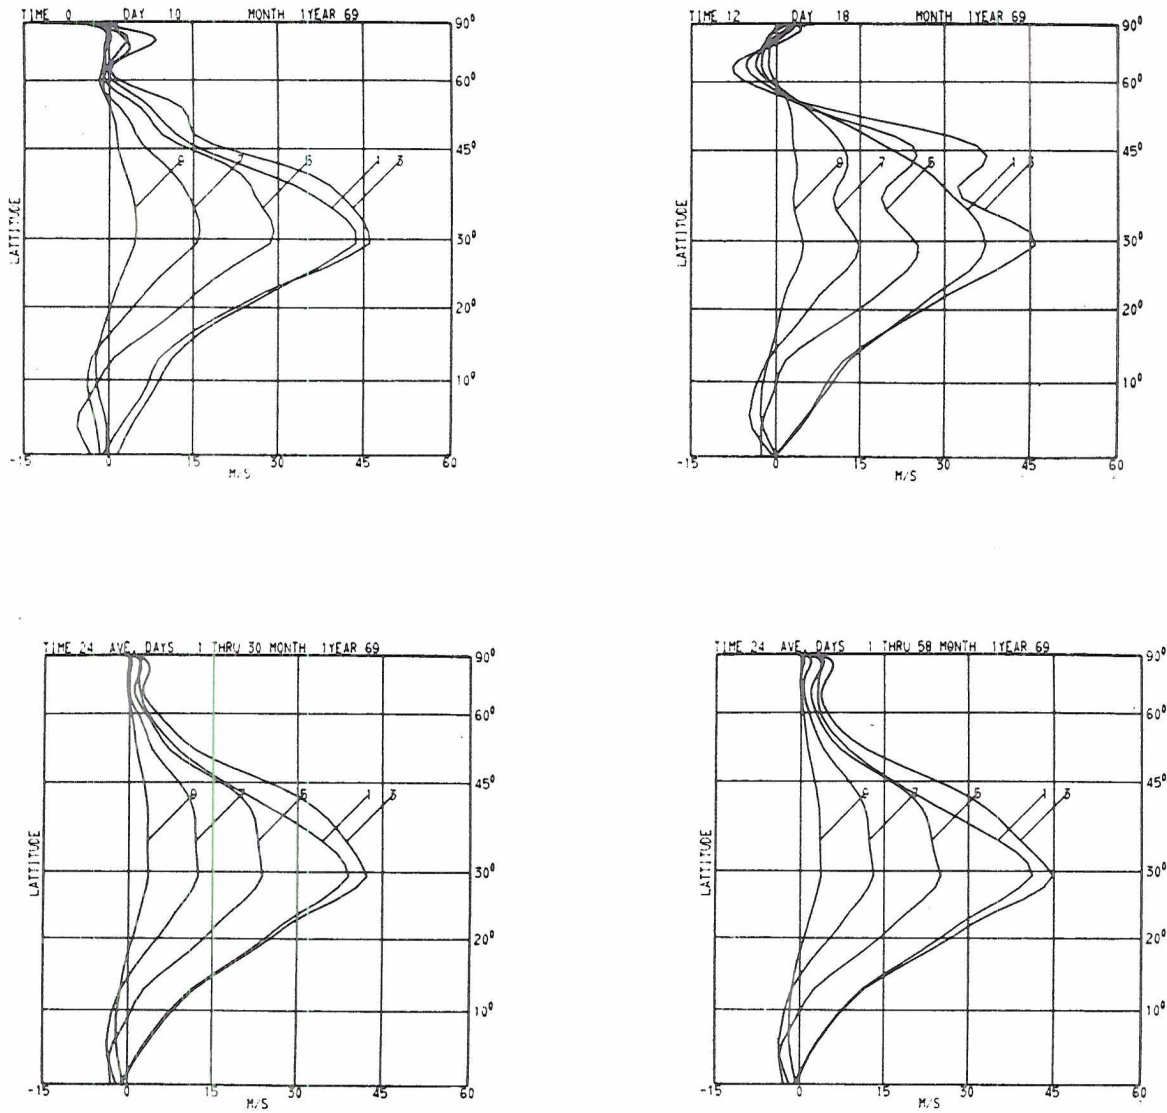 TIME 0 DAY 10 MONTH 1YEAR 69
90°
60°
45°
9 7 5 1 3
LATTITUDE
30°
20°
10°
-15 0 15 30 45 60
M/S
TIME 12 DAY 18 MONTH 1YEAR 69
90°
60°
45°
9 7 5 1 3
LATTITUDE
30°
20°
10°
-15 0 15 30 45 60
M/S
TIME 24 AVE. DAYS 1 THRU 30 MONTH 1YEAR 69
90°
60°
45°
9 7 5 1 3
LATTITUDE
30°
20°
10°
-15 0 15 30 45 60
M/S
TIME 24 AVE. DAYS 1 THRU 58 MONTH 1YEAR 69
90°
60°
45°
9 7 5 1 3
LATTITUDE
30°
20°
10°
-15 0 15 30 45 60
M/S